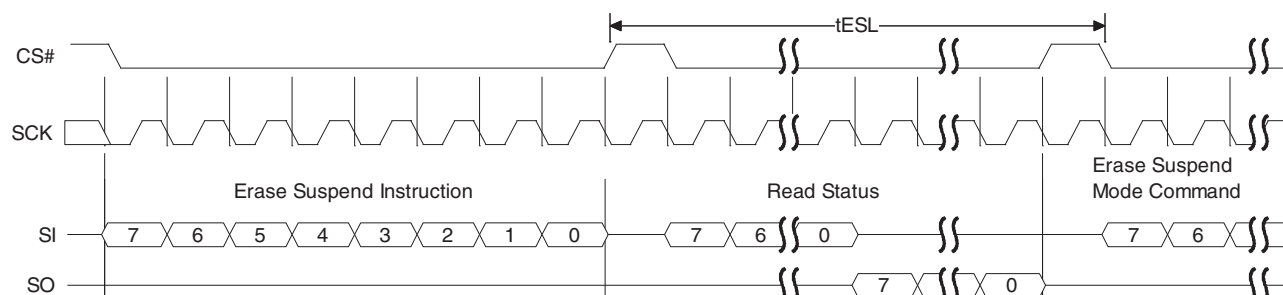 tESL
CS#
SCK
Erase Suspend Instruction
Read Status
Erase Suspend
Mode Command
SI
7 6 5 4 3 2 1 0
7 6 0
7 6
SO
7 0